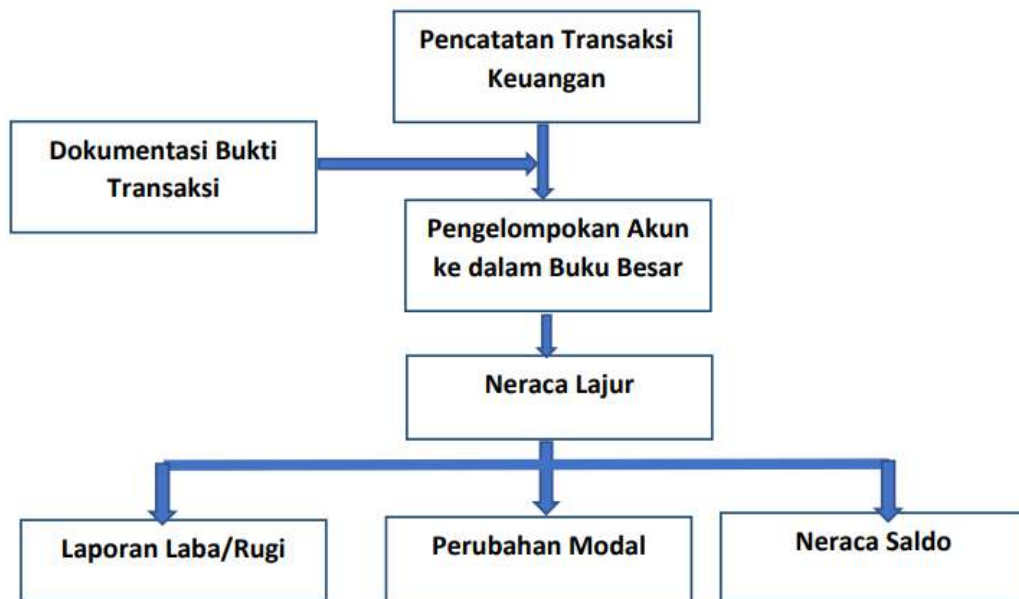 Pencatatan Transaksi
Keuangan
Dokumentasi Bukti
Transaksi
Pengelompokan Akun
ke dalam Buku Besar
Neraca Lajur
Laporan Laba/Rugi
Perubahan Modal
Neraca Saldo